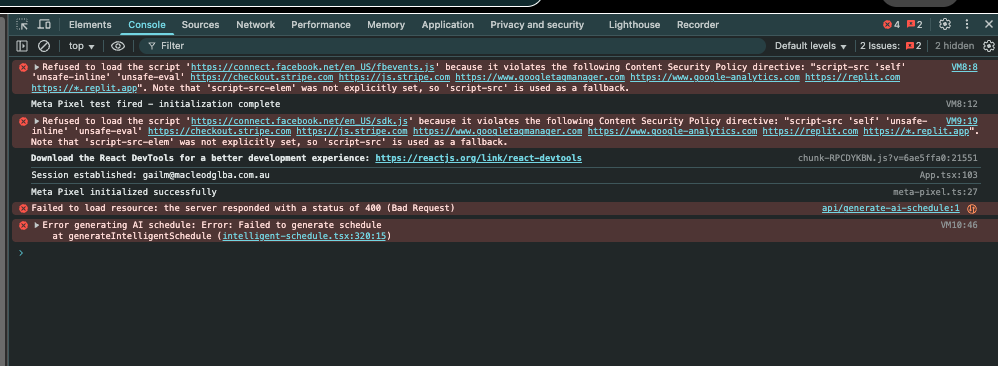 Elements Console Sources Network Performance Memory Application Privacy and security Lighthouse Recorder 4 2
top Filter Default levels 2 Issues: 2 2 hidden
Refused to load the script 'https://connect.facebook.net/en_US/fbevents.js' because it violates the following Content Security Policy directive: "script-src 'self' VM8:8
'unsafe-inline' 'unsafe-eval' https://checkout.stripe.com https://js.stripe.com https://www.googletagmanager.com https://www.google-analytics.com https://replit.com
https://*.replit.app". Note that 'script-src-elem' was not explicitly set, so 'script-src' is used as a fallback.
Meta Pixel test fired - initialization complete VM8:12
Refused to load the script 'https://connect.facebook.net/en_US/sdk.js' because it violates the following Content Security Policy directive: "script-src 'self' 'unsafe- VM9:19
inline' 'unsafe-eval' https://checkout.stripe.com https://js.stripe.com https://www.googletagmanager.com https://www.google-analytics.com https://replit.com https://*.replit.app".
Note that 'script-src-elem' was not explicitly set, so 'script-src' is used as a fallback.
Download the React DevTools for a better development experience: https://reactjs.org/link/react-devtools chunk-RPCDYKBN.js?v=6ae5ffa0:21551
Session established: gailm@macleodglba.com.au App.tsx:103
Meta Pixel initialized successfully meta-pixel.ts:27
Failed to load resource: the server responded with a status of 400 (Bad Request) api/generate-ai-schedule:1
Error generating AI schedule: Error: Failed to generate schedule VM10:46
at generateIntelligentSchedule (intelligent-schedule.tsx:320:15)